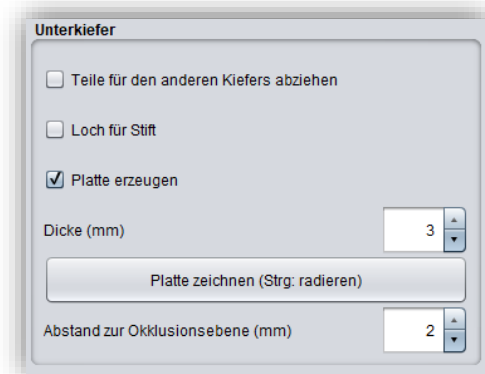 Unterkiefer
Teile für den anderen Kiefers abziehen
Loch für Stift
Platte erzeugen
Dicke (mm) 3
Platte zeichnen (Strg: radieren)
Abstand zur Okklusionsebene (mm) 2